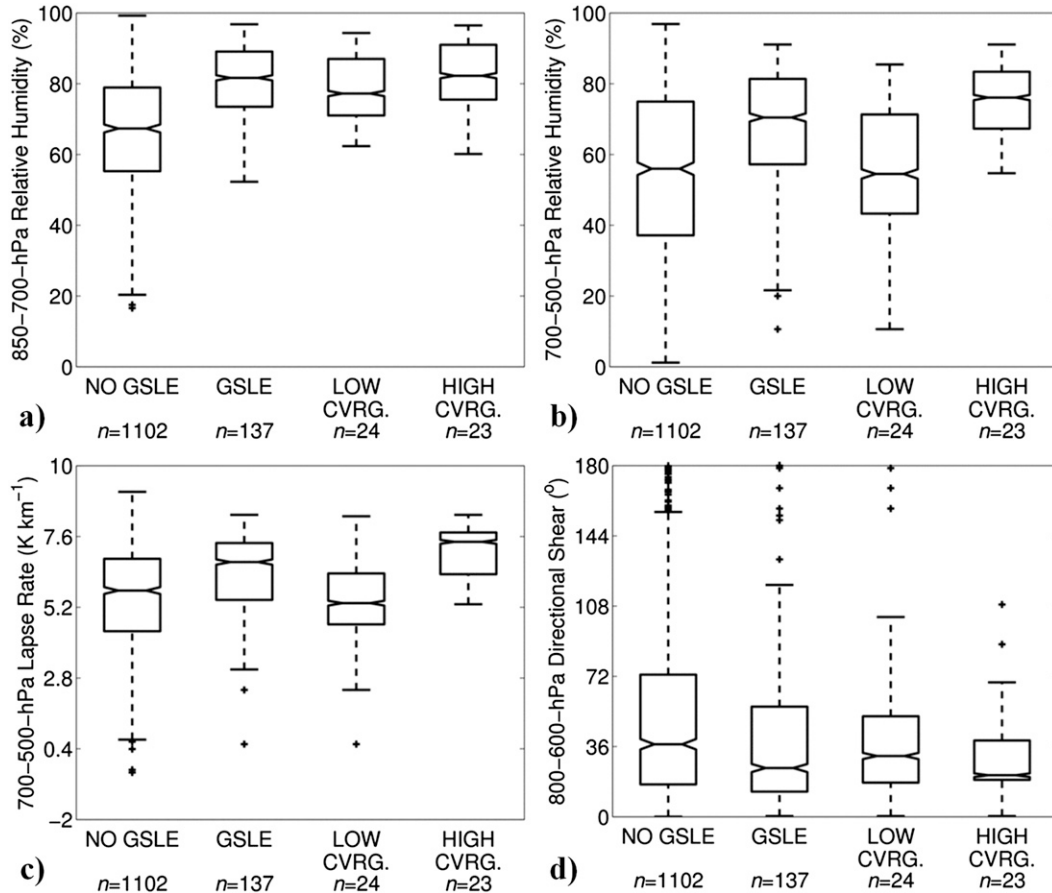 100
80
60
40
20
0
850-700-hPa Relative Humidity (%)
NO GSLE GSLE LOW CVRG. HIGH CVRG.
n=1102 n=137 n=24 n=23
a)
100
80
60
40
20
0
700-500-hPa Relative Humidity (%)
NO GSLE GSLE LOW CVRG. HIGH CVRG.
n=1102 n=137 n=24 n=23
b)
10
7.6
5.2
2.8
0.4
-2
700-500-hPa Lapse Rate (K km⁻¹)
NO GSLE GSLE LOW CVRG. HIGH CVRG.
n=1102 n=137 n=24 n=23
c)
180
144
108
72
36
0
800-600-hPa Directional Shear (º)
NO GSLE GSLE LOW CVRG. HIGH CVRG.
n=1102 n=137 n=24 n=23
d)